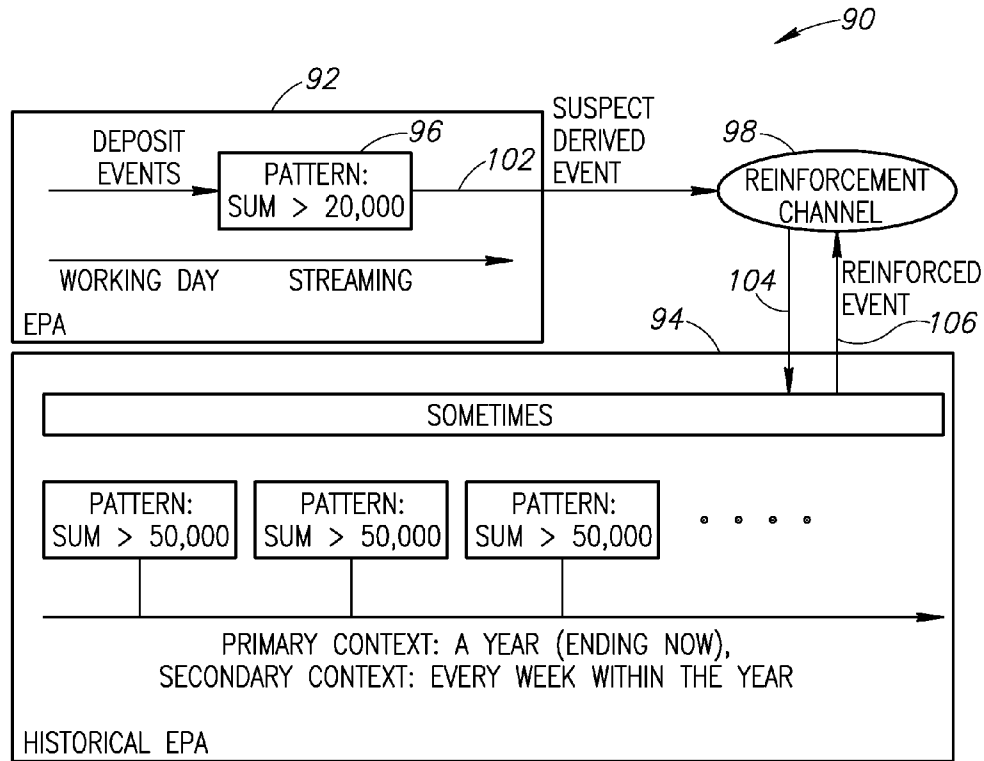 90
92
DEPOSIT
EVENTS
96
PATTERN:
SUM > 20,000
102
SUSPECT
DERIVED
EVENT
98
REINFORCEMENT
CHANNEL
WORKING DAY STREAMING
EPA
104
REINFORCED
EVENT
106
94
SOMETIMES
PATTERN:
SUM > 50,000
PATTERN:
SUM > 50,000
PATTERN:
SUM > 50,000
PRIMARY CONTEXT: A YEAR (ENDING NOW),
SECONDARY CONTEXT: EVERY WEEK WITHIN THE YEAR
HISTORICAL EPA